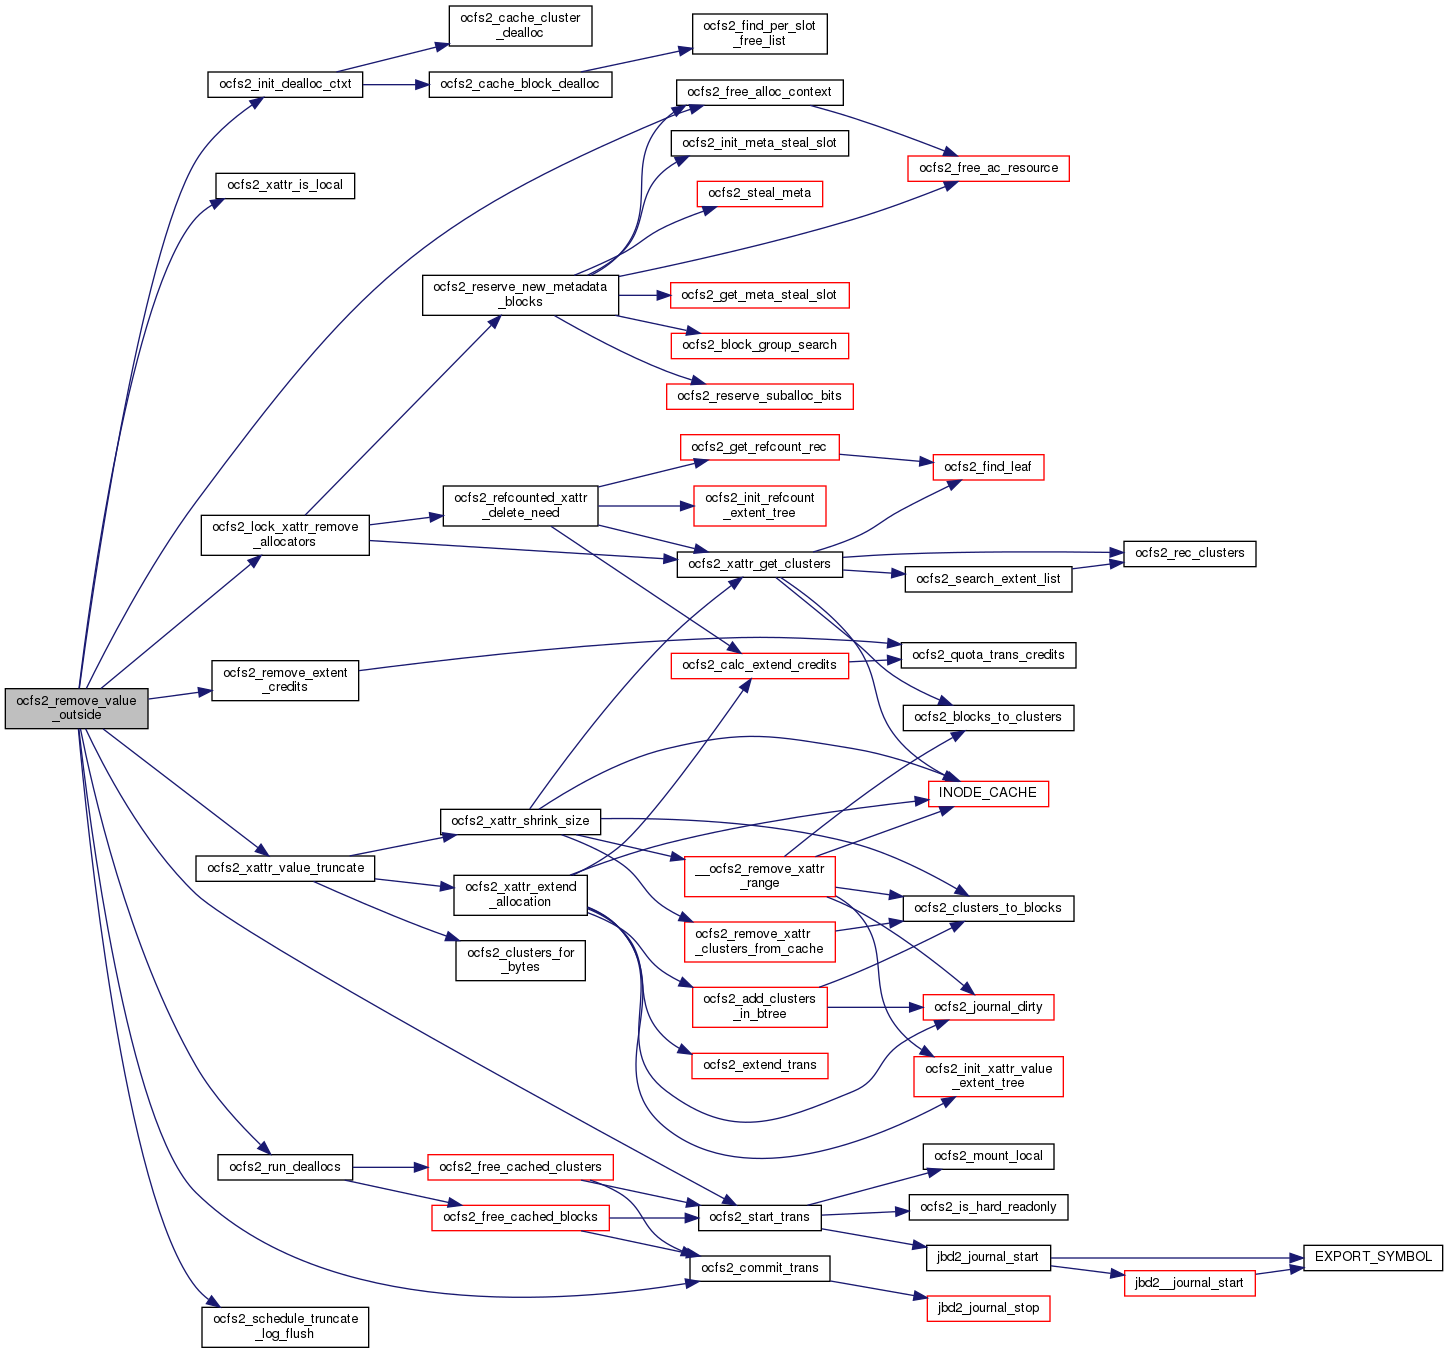 ocfs2_remove_value
_outside
ocfs2_init_dealloc_ctxt
ocfs2_cache_cluster
_dealloc
ocfs2_cache_block_dealloc
ocfs2_find_per_slot
_free_list
ocfs2_xattr_is_local
ocfs2_free_alloc_context
ocfs2_init_meta_steal_slot
ocfs2_free_ac_resource
ocfs2_steal_meta
ocfs2_reserve_new_metadata
_blocks
ocfs2_get_meta_steal_slot
ocfs2_block_group_search
ocfs2_reserve_suballoc_bits
ocfs2_get_refcount_rec
ocfs2_find_leaf
ocfs2_refcounted_xattr
_delete_need
ocfs2_init_refcount
_extent_tree
ocfs2_lock_xattr_remove
_allocators
ocfs2_xattr_get_clusters
ocfs2_rec_clusters
ocfs2_search_extent_list
ocfs2_remove_extent
_credits
ocfs2_calc_extend_credits
ocfs2_quota_trans_credits
ocfs2_blocks_to_clusters
INODE_CACHE
ocfs2_xattr_shrink_size
ocfs2_xattr_value_truncate
__ocfs2_remove_xattr
_range
ocfs2_xattr_extend
_allocation
ocfs2_clusters_to_blocks
ocfs2_remove_xattr
_clusters_from_cache
ocfs2_clusters_for
_bytes
ocfs2_add_clusters
_in_btree
ocfs2_journal_dirty
ocfs2_extend_trans
ocfs2_init_xattr_value
_extent_tree
ocfs2_run_deallocs
ocfs2_free_cached_clusters
ocfs2_mount_local
ocfs2_free_cached_blocks
ocfs2_start_trans
ocfs2_is_hard_readonly
ocfs2_commit_trans
jbd2_journal_start
EXPORT_SYMBOL
jbd2__journal_start
jbd2_journal_stop
ocfs2_schedule_truncate
_log_flush